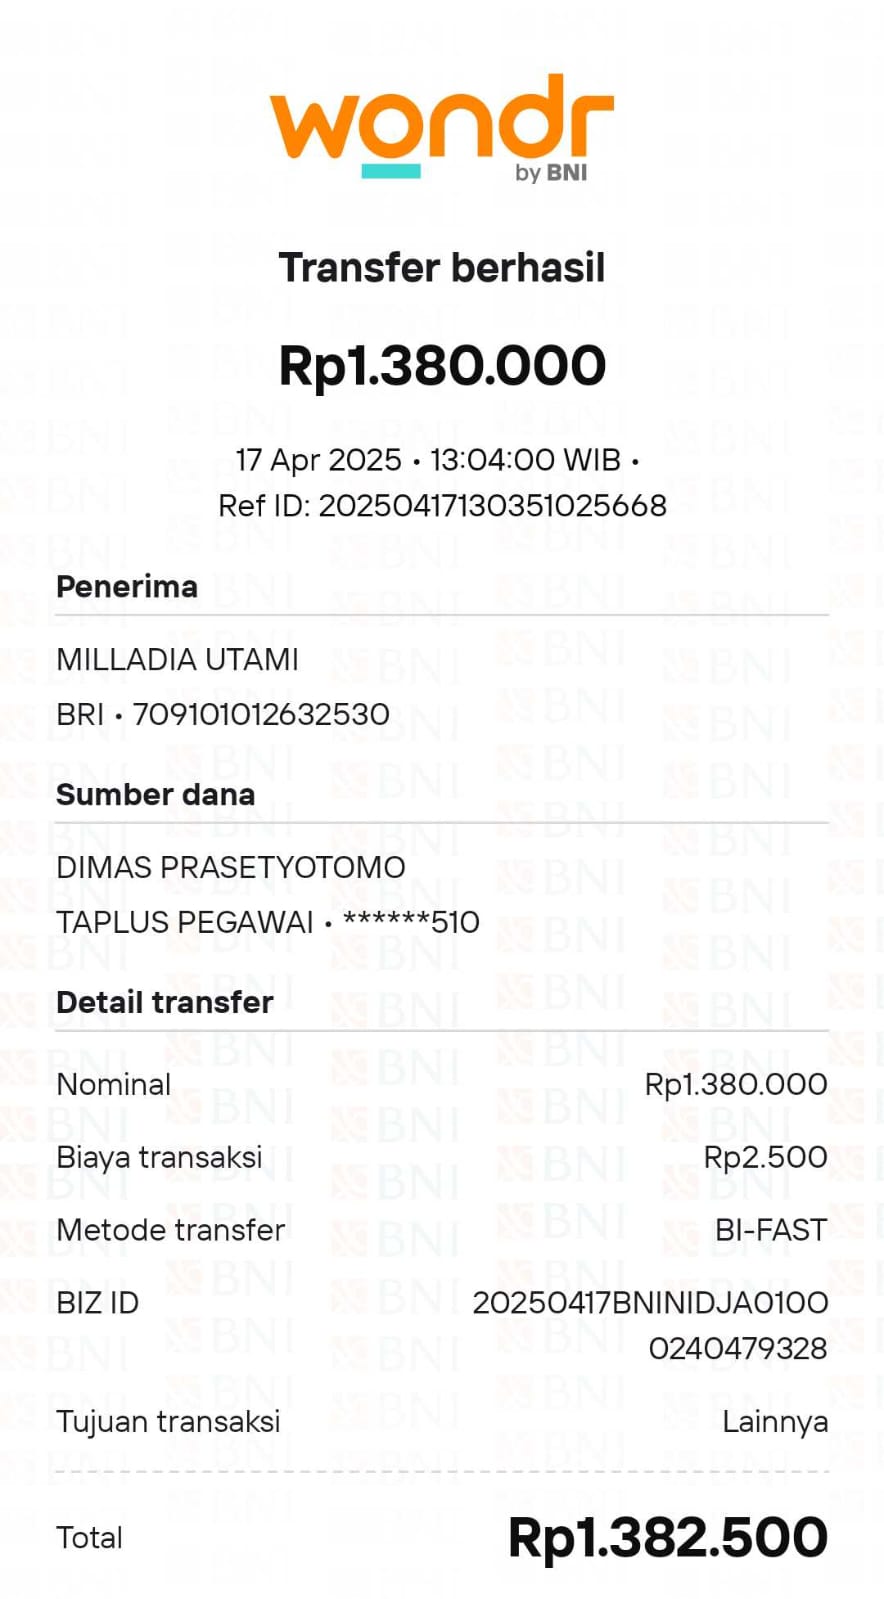 wondr
by BNI
Transfer berhasil
Rp1.380.000
17 Apr 2025 • 13:04:00 WIB •
Ref ID: 20250417130351025668
Penerima
MILLADIA UTAMI
BRI • 709101012632530
Sumber dana
DIMAS PRASETYOTOMO
TAPLUS PEGAWAI • ******510
Detail transfer
Nominal Rp1.380.000
Biaya transaksi Rp2.500
Metode transfer BI-FAST
BIZ ID 20250417BNINIDJA0100
0240479328
Tujuan transaksi Lainnya
Total Rp1.382.500